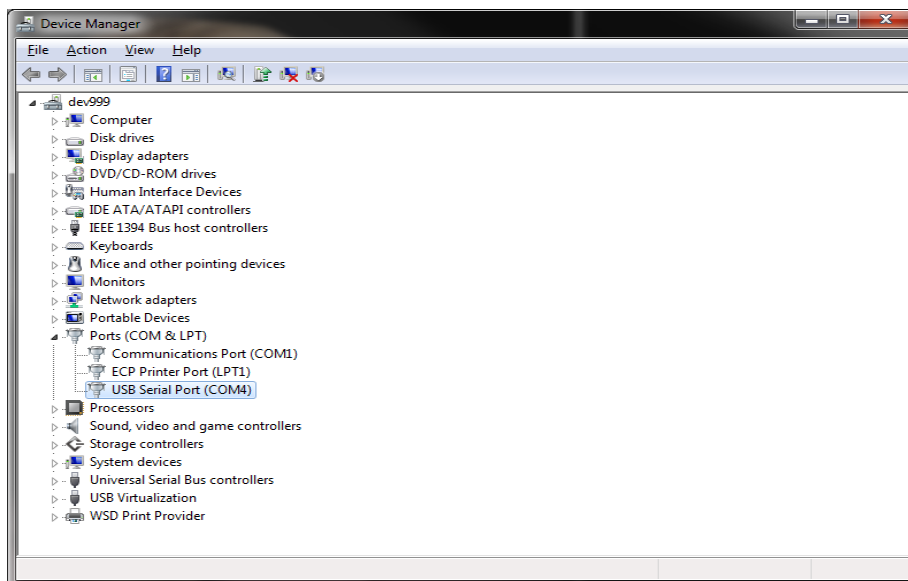 Device Manager
File Action View Help
dev999
Computer
Disk drives
Display adapters
DVD/CD-ROM drives
Human Interface Devices
IDE ATA/ATAPI controllers
IEEE 1394 Bus host controllers
Keyboards
Mice and other pointing devices
Monitors
Network adapters
Portable Devices
Ports (COM & LPT)
Communications Port (COM1)
ECP Printer Port (LPT1)
USB Serial Port (COM4)
Processors
Sound, video and game controllers
Storage controllers
System devices
Universal Serial Bus controllers
USB Virtualization
WSD Print Provider